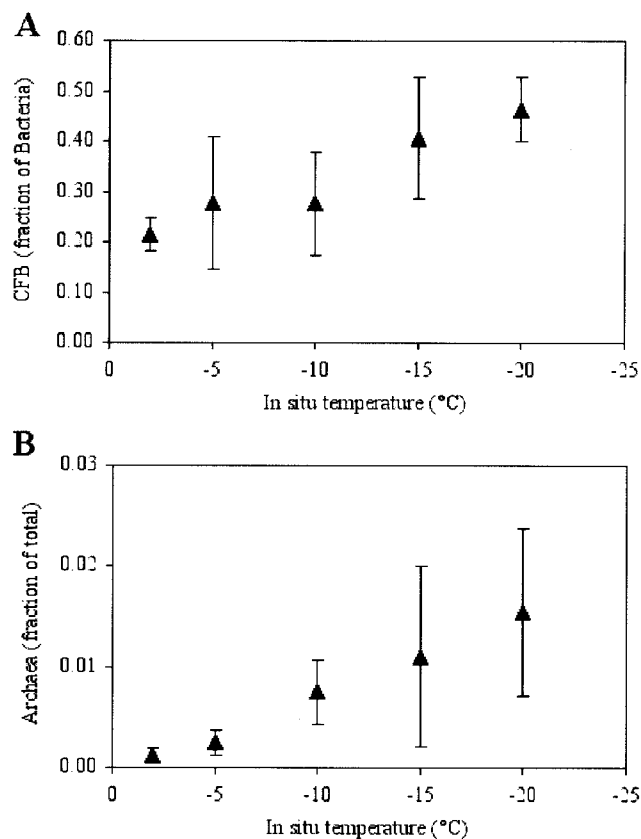 A
0.60
0.50
0.40
0.30
0.20
0.10
0.00
CFB (fraction of Bacteria)
0 -5 -10 -15 -20 -25
In situ temperature (°C)
B
0.03
0.02
0.01
0.00
Archaea (fraction of total)
0 -5 -10 -15 -20 -25
In situ temperature (°C)